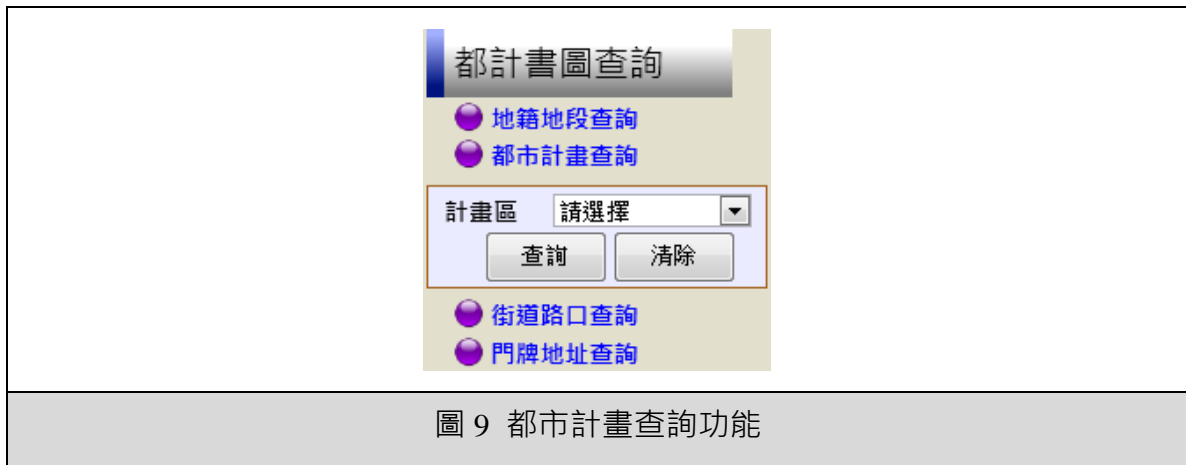 都計書圖查詢
地籍地段查詢
都市計畫查詢
計畫區 請選擇
查詢 清除
街道路口查詢
門牌地址查詢
圖 9 都市計畫查詢功能